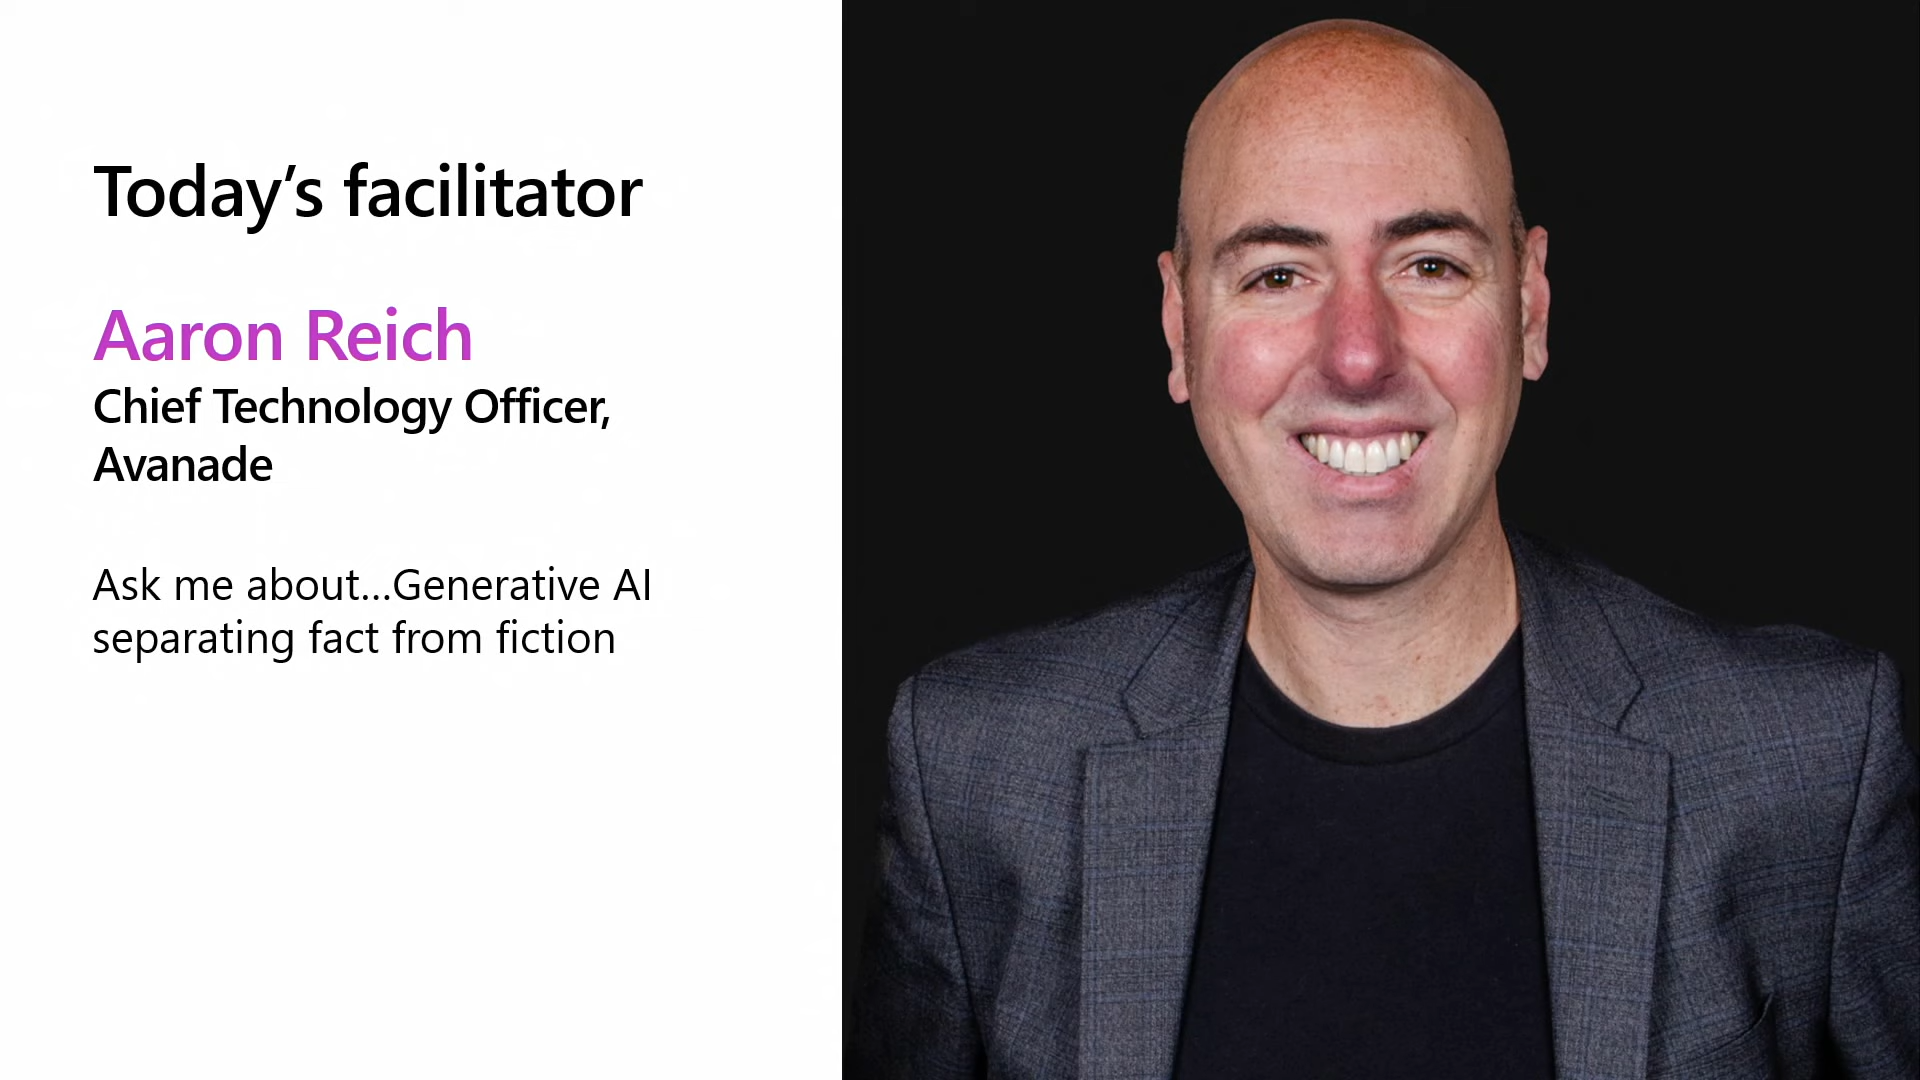 Today’s facilitator
Aaron Reich
Chief Technology Officer,
Avanade
Ask me about...Generative AI
separating fact from fiction